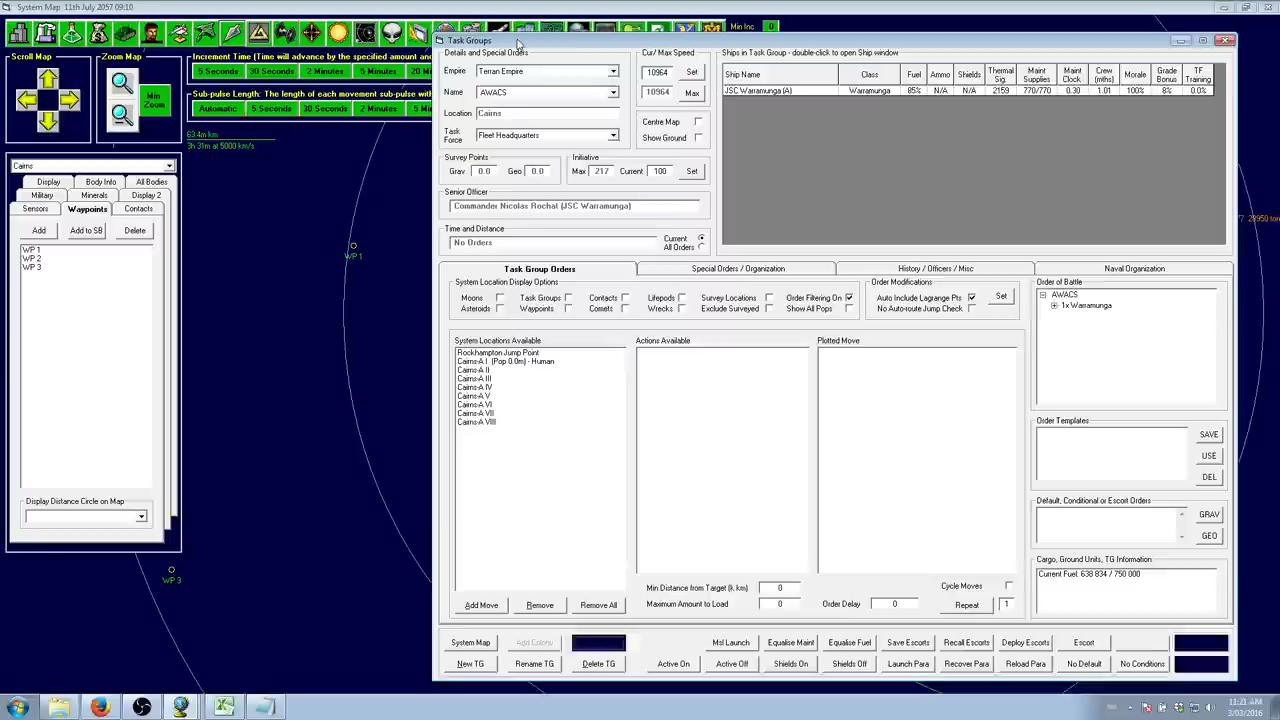 System Map 11th July 2057 09:10
Min Inc 0
Scroll Map
Zoom Map
Min Zoom
Increment Time (Time will advance by the specified amount and
5 Seconds 30 Seconds 2 Minutes 5 Minutes 20 M
Sub-pulse Length: The length of each movement sub-pulse with
Automatic 5 Seconds 30 Seconds 2 Minutes 5 Mi
63.4m km
3h 31m at 5000 km/s
Cairns
Display Body Info All Bodies
Military Minerals Display 2
Sensors Waypoints Contacts
Add Add to SB Delete
WP 1
WP 2
WP 3
Display Distance Circle on Map
WP 1
WP 3
Task Groups
Details and Special Orders
Empire Terran Empire
Name AWACS
Location Cairns
Task Force Fleet Headquarters
Cur/ Max Speed
10964 Set
10964 Max
Centre Map
Show Ground
Survey Points
Grav 0.0 Geo 0.0
Initiative
Max 217 Current 100 Set
Senior Officer
Commander Nicolas Rochat (JSC Warramunga)
Time and Distance
No Orders
Current
All Orders
Ships in Task Group - double-click to open Ship window
Ship Name Class Fuel Ammo Shields Thermal Sig. Maint Supplies Maint Clock Crew (mths) Morale Grade Bonus TF Training
JSC Warramunga (A) Warramunga 85% N/A N/A 2159 770/770 0.30 1.01 100% 8% 0.0%
Task Group Orders Special Orders / Organization History / Officers / Misc Naval Organization
System Location Display Options
Moons Task Groups Contacts Lifepods Survey Locations Order Filtering On
Asteroids Waypoints Comets Wrecks Exclude Surveyed Show All Pops
Order Modifications
Auto Include Lagrange Pts Set
No Auto-route Jump Check
System Locations Available
Rockhampton Jump Point
Cairns-A I (Pop 0.0m) - Human
Cairns-A II
Cairns-A III
Cairns-A IV
Cairns-A V
Cairns-A VI
Cairns-A VII
Cairns-A VIII
Actions Available
Plotted Move
Order of Battle
AWACS
1x Warramunga
Order Templates
SAVE
USE
DEL
Default, Conditional or Escort Orders
GRAV
GEO
Cargo, Ground Units, TG Information
Current Fuel: 638 834 / 750 000
Min Distance from Target (k km) 0
Maximum Amount to Load 0
Order Delay 0
Cycle Moves
Repeat 1
Add Move Remove Remove All
System Map Add Colony Msl Launch Equalise Maint Equalise Fuel Save Escorts Recall Escorts Deploy Escorts Escort
New TG Rename TG Delete TG Active On Active Off Shields On Shields Off Launch Para Recover Para Reload Para No Default No Conditions
11:21 AM
3/03/2016